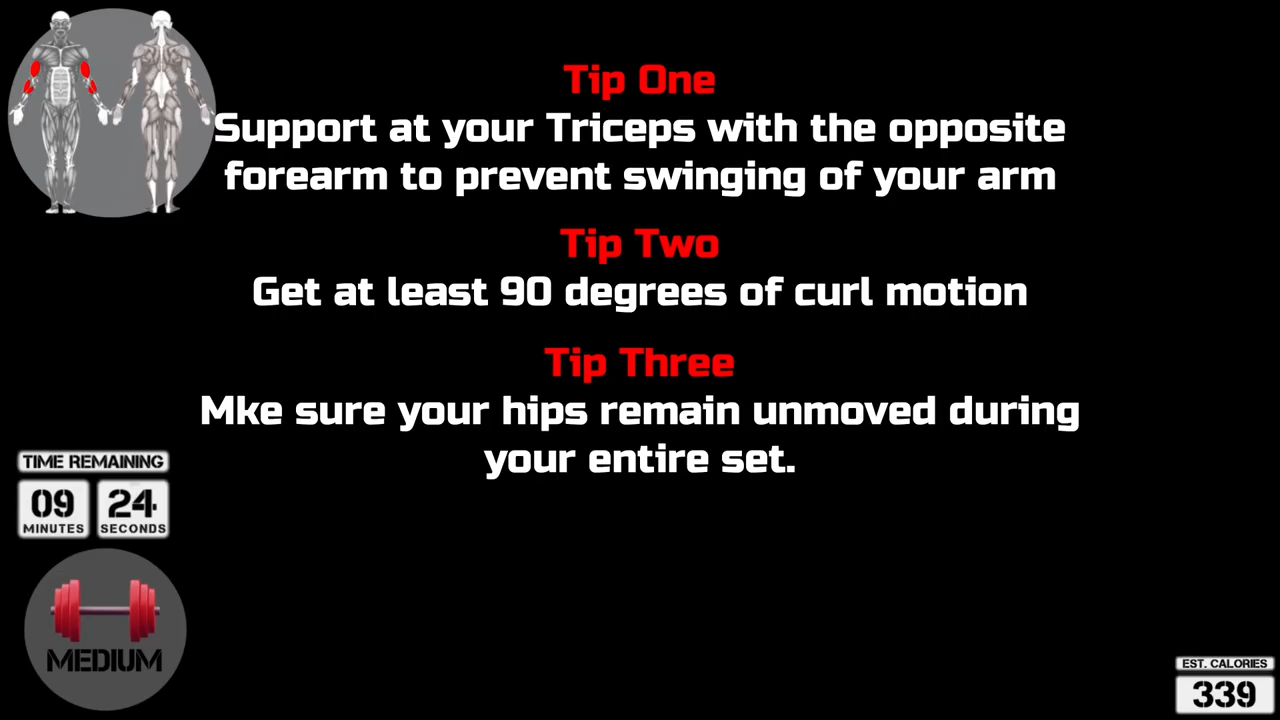 Tip One
Support at your Triceps with the opposite
forearm to prevent swinging of your arm
Tip Two
Get at least 90 degrees of curl motion
Tip Three
Mke sure your hips remain unmoved during
your entire set.
TIME REMAINING
09 24
MINUTES SECONDS
MEDIUM
EST. CALORIES
339